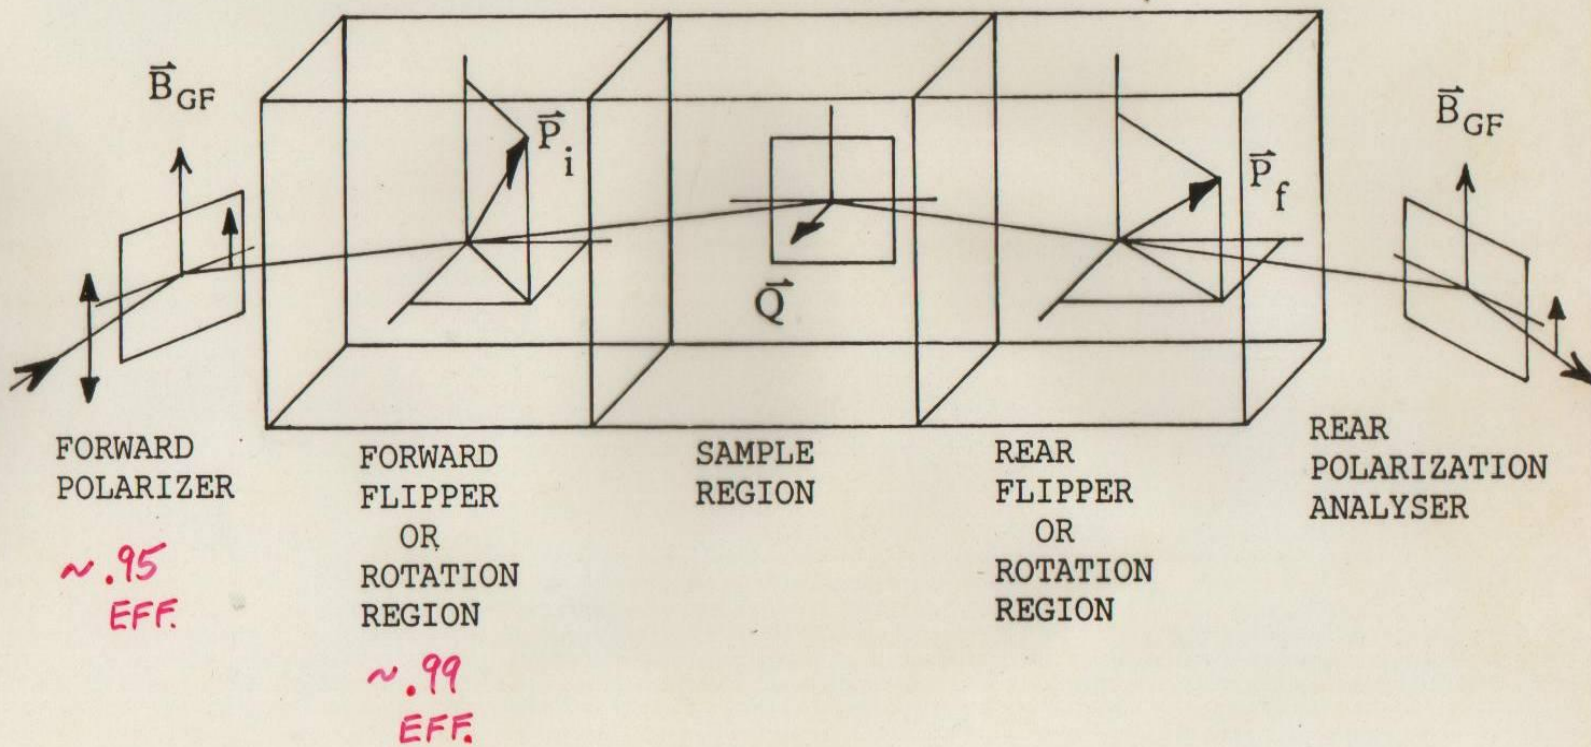 B⃗GF
P⃗i
Q⃗
P⃗f
B⃗GF
FORWARD
POLARIZER
~.95
EFF.
FORWARD
FLIPPER
OR
ROTATION
REGION
~.99
EFF.
SAMPLE
REGION
REAR
FLIPPER
OR
ROTATION
REGION
REAR
POLARIZATION
ANALYSER